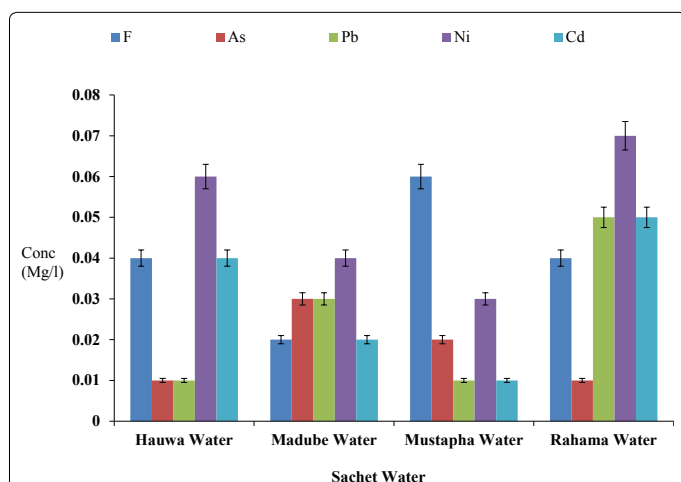 F As Pb Ni Cd
0.08
0.07
0.06
0.05
0.04
0.03
0.02
0.01
0
Conc
(Mg/l)
Hauwa Water Madube Water Mustapha Water Rahama Water
Sachet Water